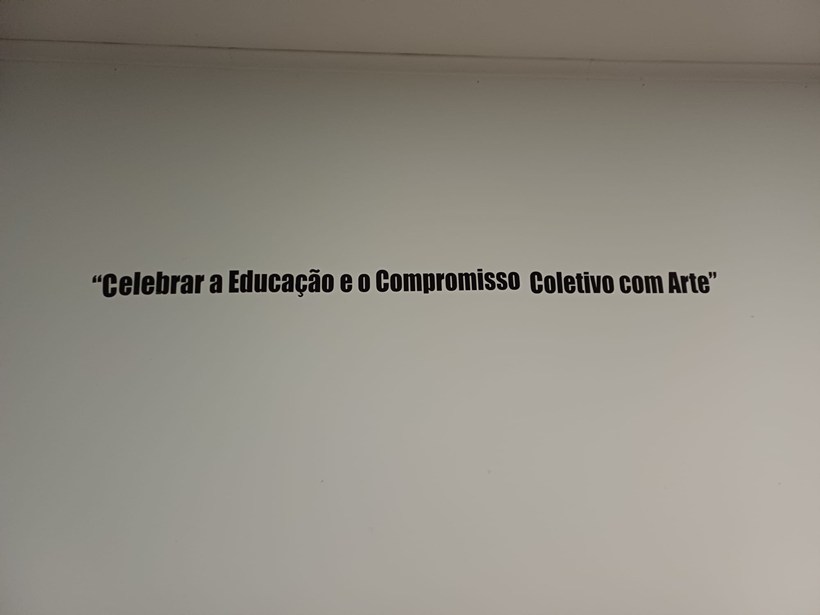 “Celebrar a Educação e o Compromisso Coletivo com Arte”